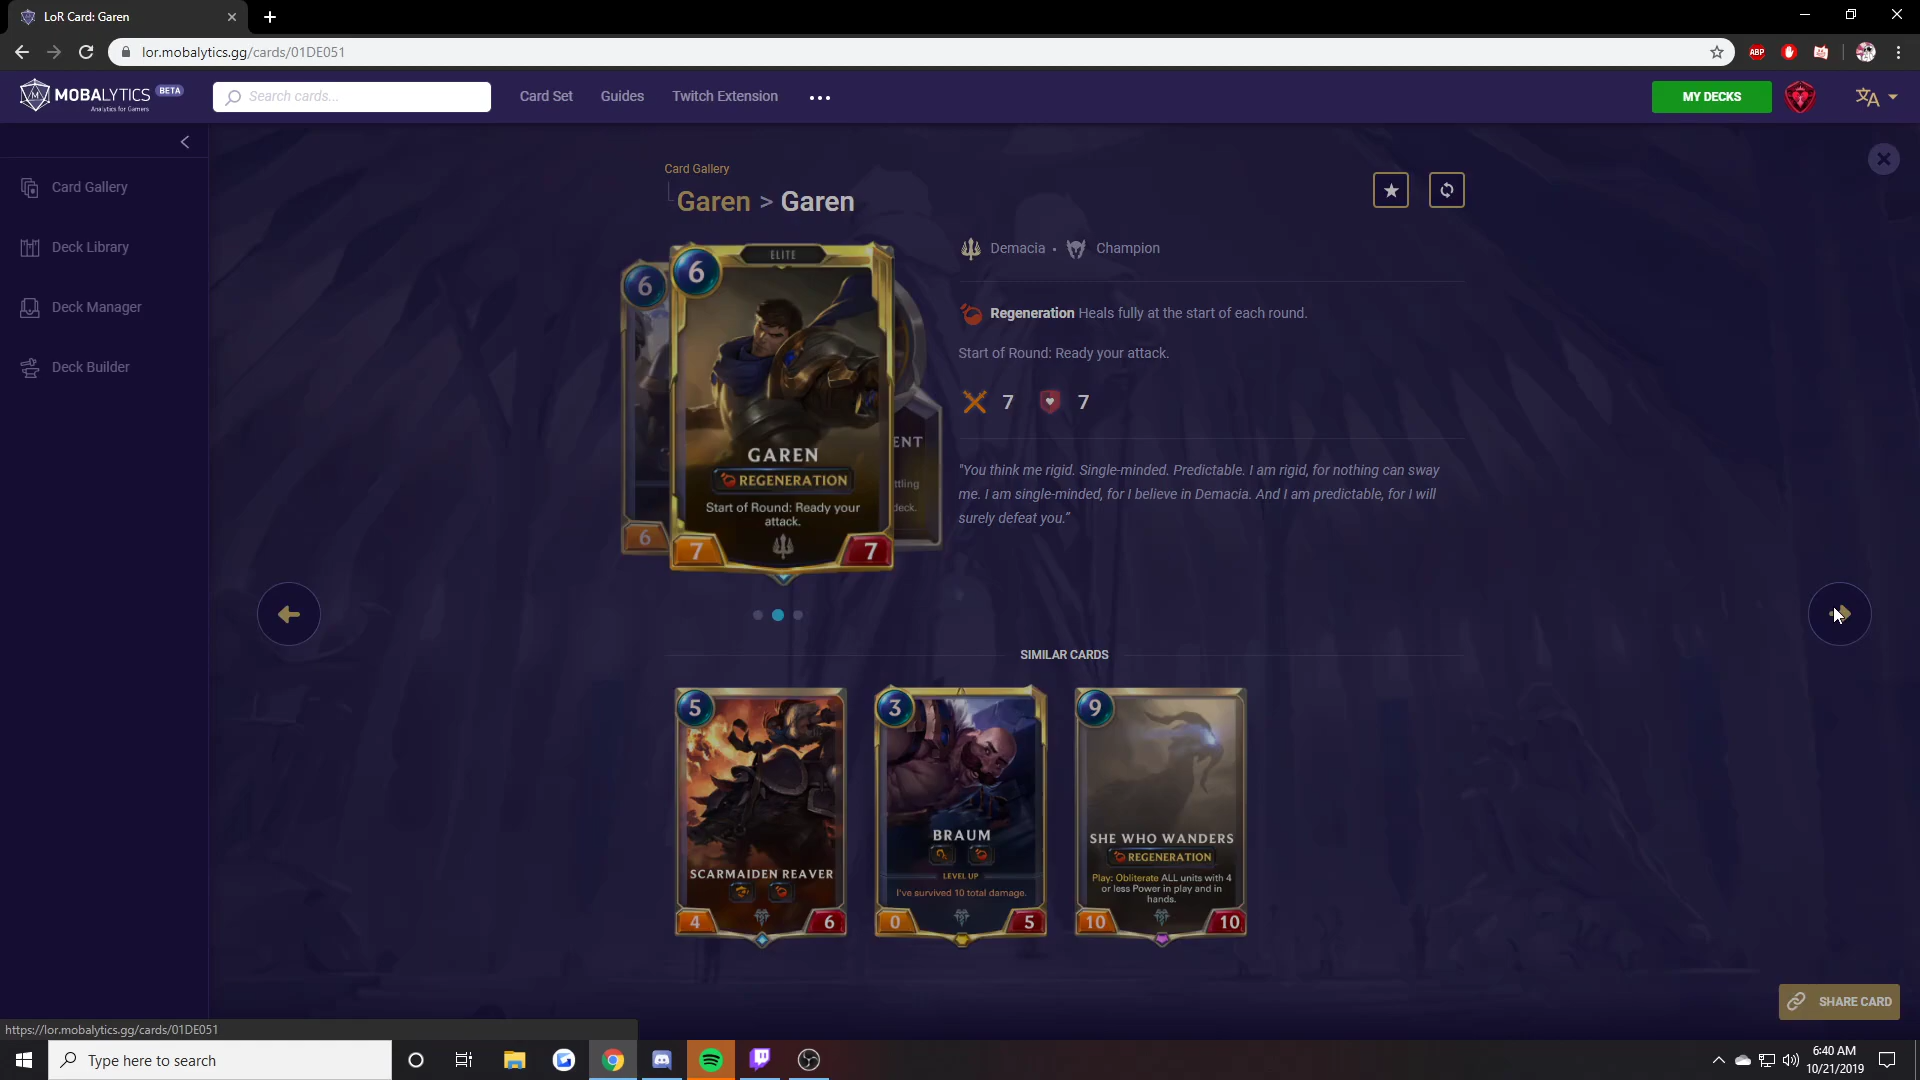 LoR Card: Garen
lor.mobalytics.gg/cards/01DE051
ABP
MOBALYTICS BETA
Analytics for Gamers
Search cards...
Card Set
Guides
Twitch Extension
MY DECKS
Card Gallery
Deck Library
Deck Manager
Deck Builder
Card Gallery
Garen > Garen
Demacia • Champion
Regeneration Heals fully at the start of each round.
Start of Round: Ready your attack.
7 7
"You think me rigid. Single-minded. Predictable. I am rigid, for nothing can sway
me. I am single-minded, for I believe in Demacia. And I am predictable, for I will
surely defeat you."
6
6
ELITE
GAREN
REGENERATION
Start of Round: Ready your
attack.
7 7
6
ENT
ttling
deck.
SIMILAR CARDS
5
SCARMAIDEN REAVER
4 6
3
BRAUM
LEVEL UP
I've survived 10 total damage.
0 5
9
SHE WHO WANDERS
REGENERATION
Play: Obliterate ALL units with 4
or less Power in play and in
hands.
10 10
SHARE CARD
https://lor.mobalytics.gg/cards/01DE051
Type here to search
6:40 AM
10/21/2019